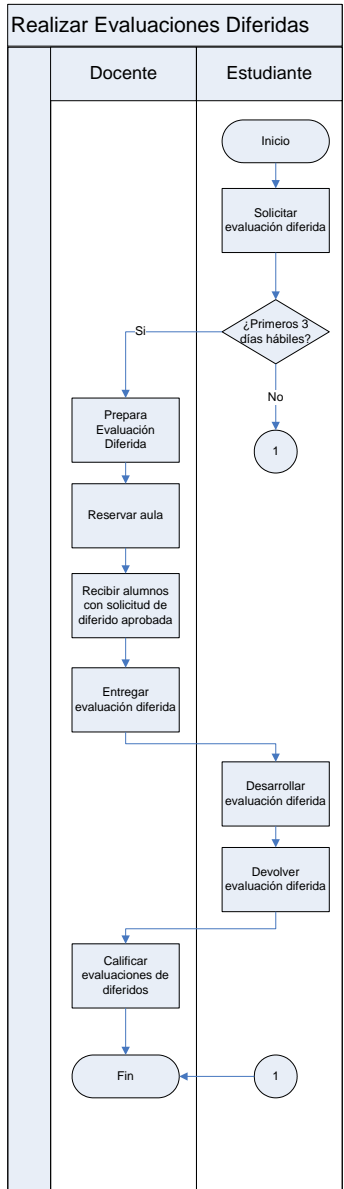 Realizar Evaluaciones Diferidas
Docente
Estudiante
Inicio
Solicitar
evaluación diferida
¿Primeros 3
días hábiles?
Si
No
1
Prepara
Evaluación
Diferida
Reservar aula
Recibir alumnos
con solicitud de
diferido aprobada
Entregar
evaluación diferida
Desarrollar
evaluación diferida
Devolver
evaluación diferida
Calificar
evaluaciones de
diferidos
Fin
1